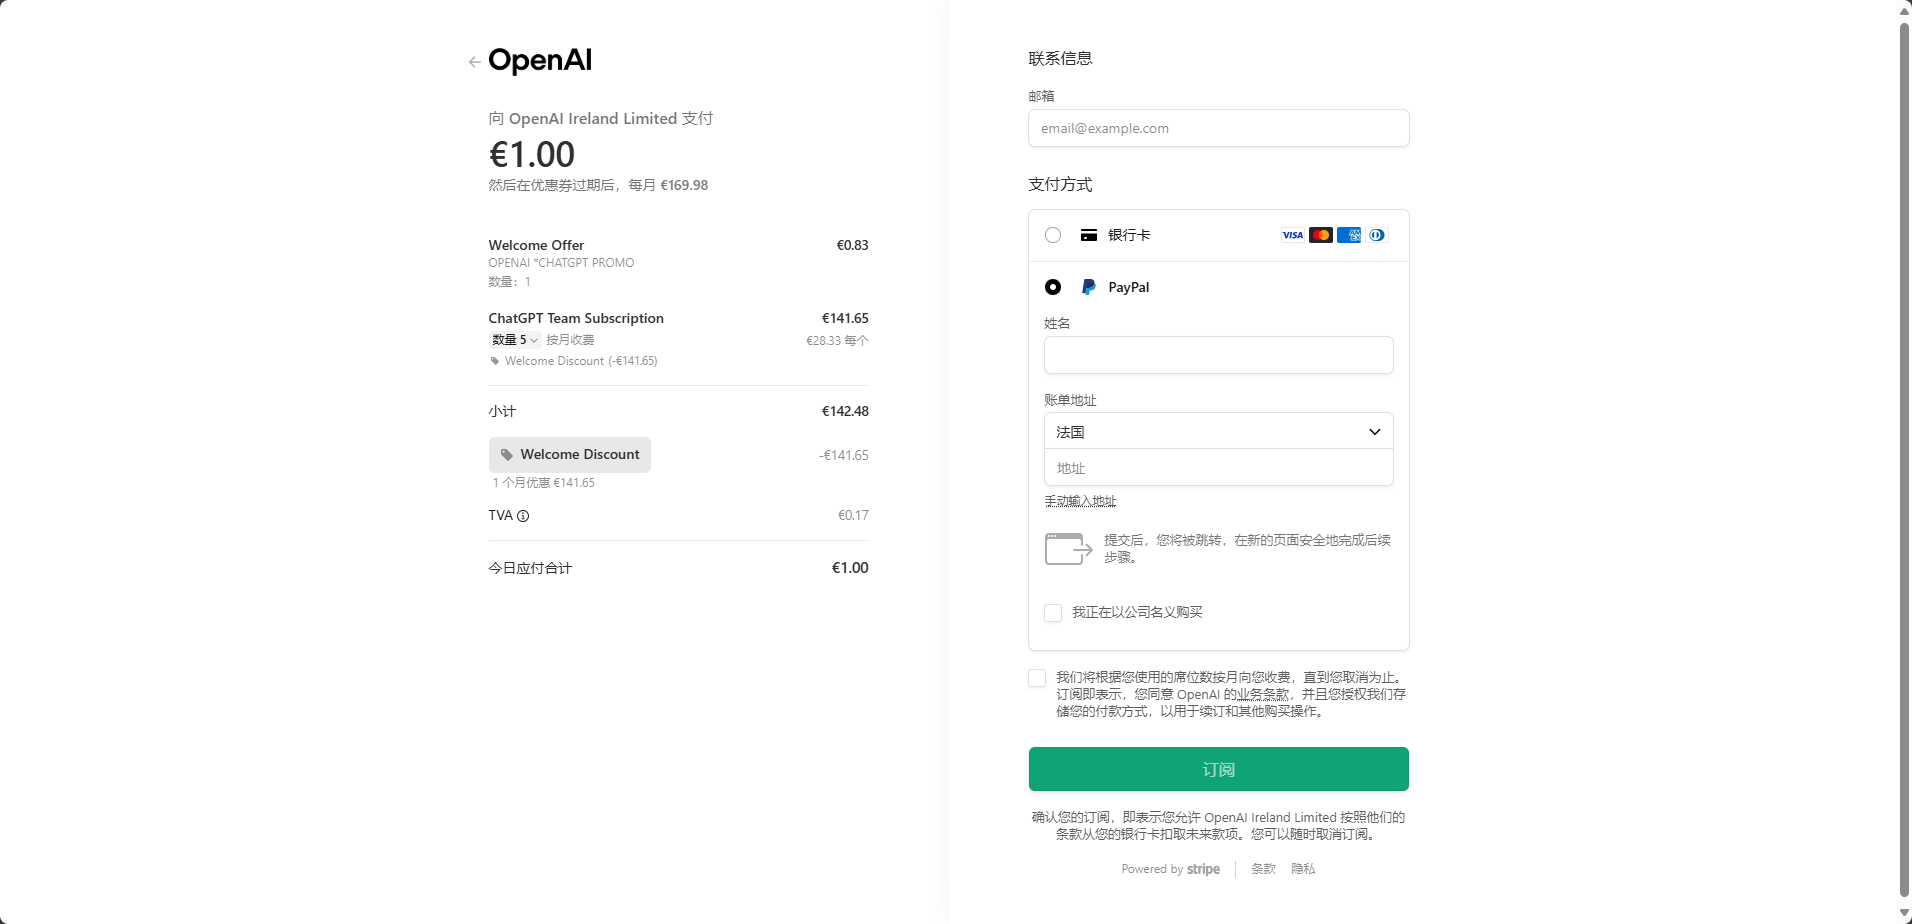 OpenAI
向 OpenAI Ireland Limited 支付
€1.00
然后在优惠券过期后，每月 €169.98
Welcome Offer €0.83
OPENAI *CHATGPT PROMO
数量：1
ChatGPT Team Subscription €141.65
数量 5 按月收费 €28.33 每个
Welcome Discount (-€141.65)
小计 €142.48
Welcome Discount -€141.65
1 个月优惠 €141.65
TVA €0.17
今日应付合计 €1.00
联系信息
邮箱
email@example.com
支付方式
银行卡 VISA
PayPal
姓名
账单地址
法国
地址
手动输入地址
提交后，您将被跳转，在新的页面安全地完成后续
步骤。
我正在以公司名义购买
我们将根据您使用的席位数按月向您收费，直到您取消为止。
订阅即表示，您同意 OpenAI 的业务条款，并且您授权我们存
储您的付款方式，以用于续订和其他购买操作。
订阅
确认您的订阅，即表示您允许 OpenAI Ireland Limited 按照他们的
条款从您的银行卡扣取未来款项。您可以随时取消订阅。
Powered by stripe 条款 隐私